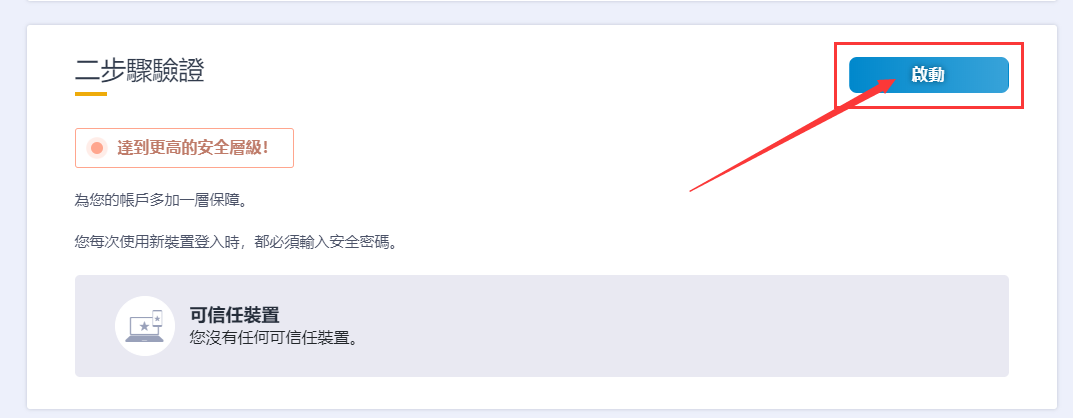 二步驟驗證
啟動
達到更高的安全層級!
為您的帳戶多加一層保障。
您每次使用新裝置登入時，都必須輸入安全密碼。
可信任裝置
您沒有任何可信任裝置。